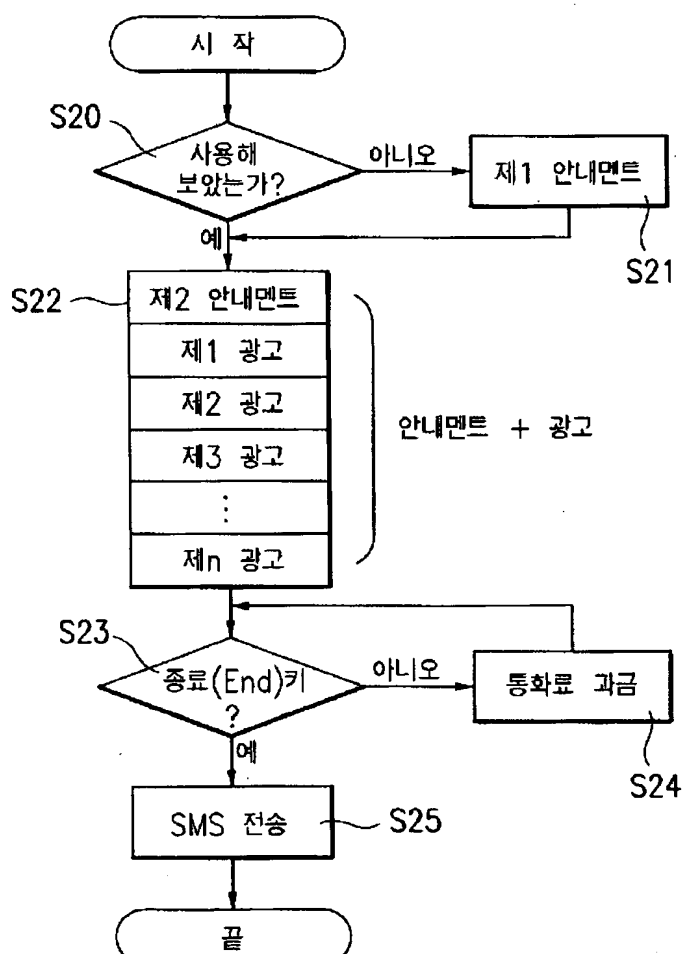 시 작
S20
사용해
보았는가?
아니오
제1 안내멘트
S21
예
S22
제2 안내멘트
제1 광고
제2 광고
제3 광고
⋮
제n 광고
안내멘트 + 광고
S23
종료(End)키
?
아니오
통화료 과금
S24
예
SMS 전송
S25
끝